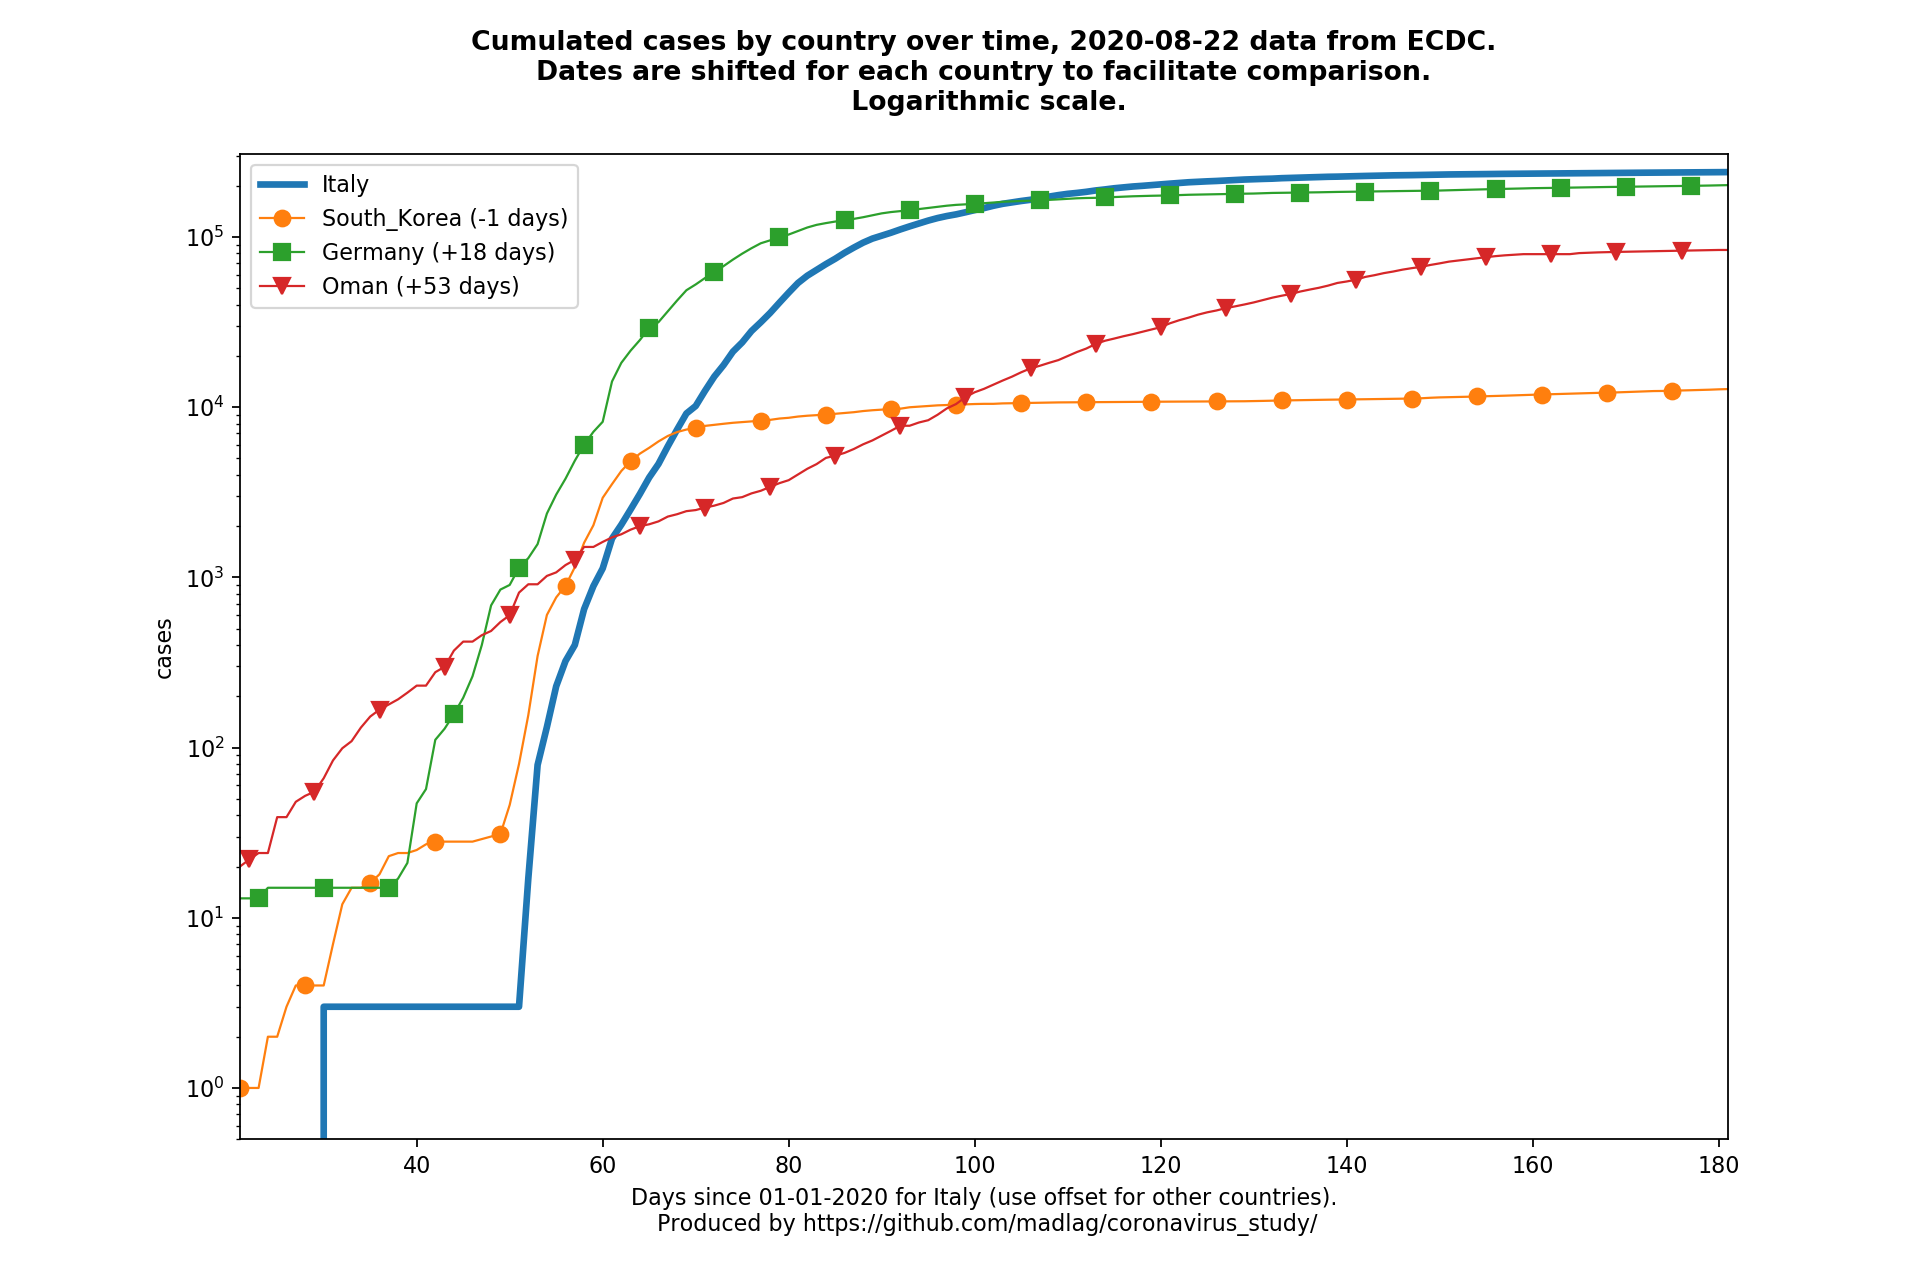 Cumulated cases by country over time, 2020-08-22 data from ECDC.
Dates are shifted for each country to facilitate comparison.
Logarithmic scale.
Italy
South_Korea (-1 days)
Germany (+18 days)
Oman (+53 days)
10^5
10^4
10^3
10^2
10^1
10^0
cases
40 60 80 100 120 140 160 180
Days since 01-01-2020 for Italy (use offset for other countries).
Produced by https://github.com/madlag/coronavirus_study/